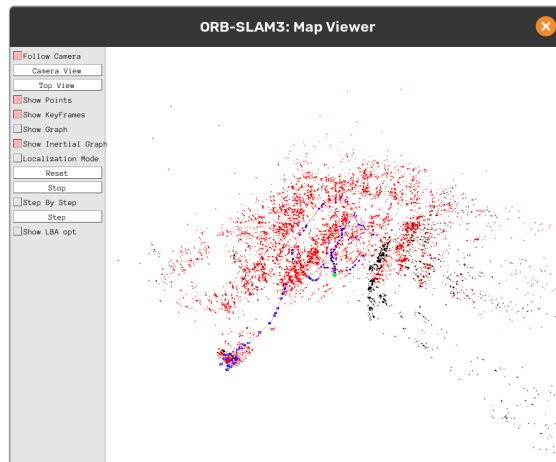 ORB-SLAM3: Map Viewer
Follow Camera
Camera View
Top View
Show Points
Show KeyFrames
Show Graph
Show Inertial Graph
Localization Mode
Reset
Stop
Step By Step
Step
Show LBA opt